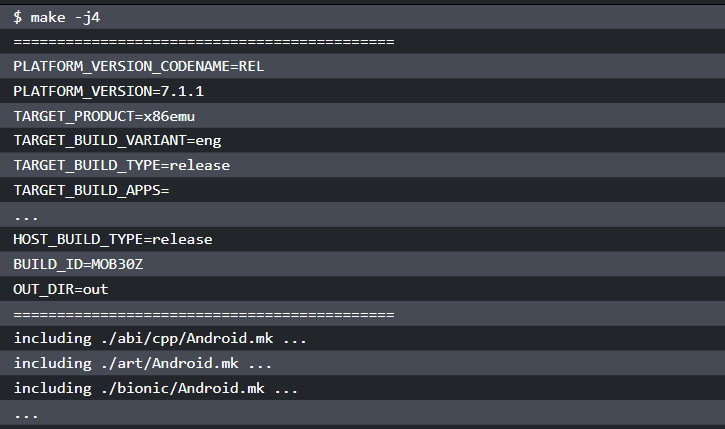 $ make -j4
============================================
PLATFORM_VERSION_CODENAME=REL
PLATFORM_VERSION=7.1.1
TARGET_PRODUCT=x86emu
TARGET_BUILD_VARIANT=eng
TARGET_BUILD_TYPE=release
TARGET_BUILD_APPS=
...
HOST_BUILD_TYPE=release
BUILD_ID=MOB30Z
OUT_DIR=out
============================================
including ./abi/cpp/Android.mk ...
including ./art/Android.mk ...
including ./bionic/Android.mk ...
...